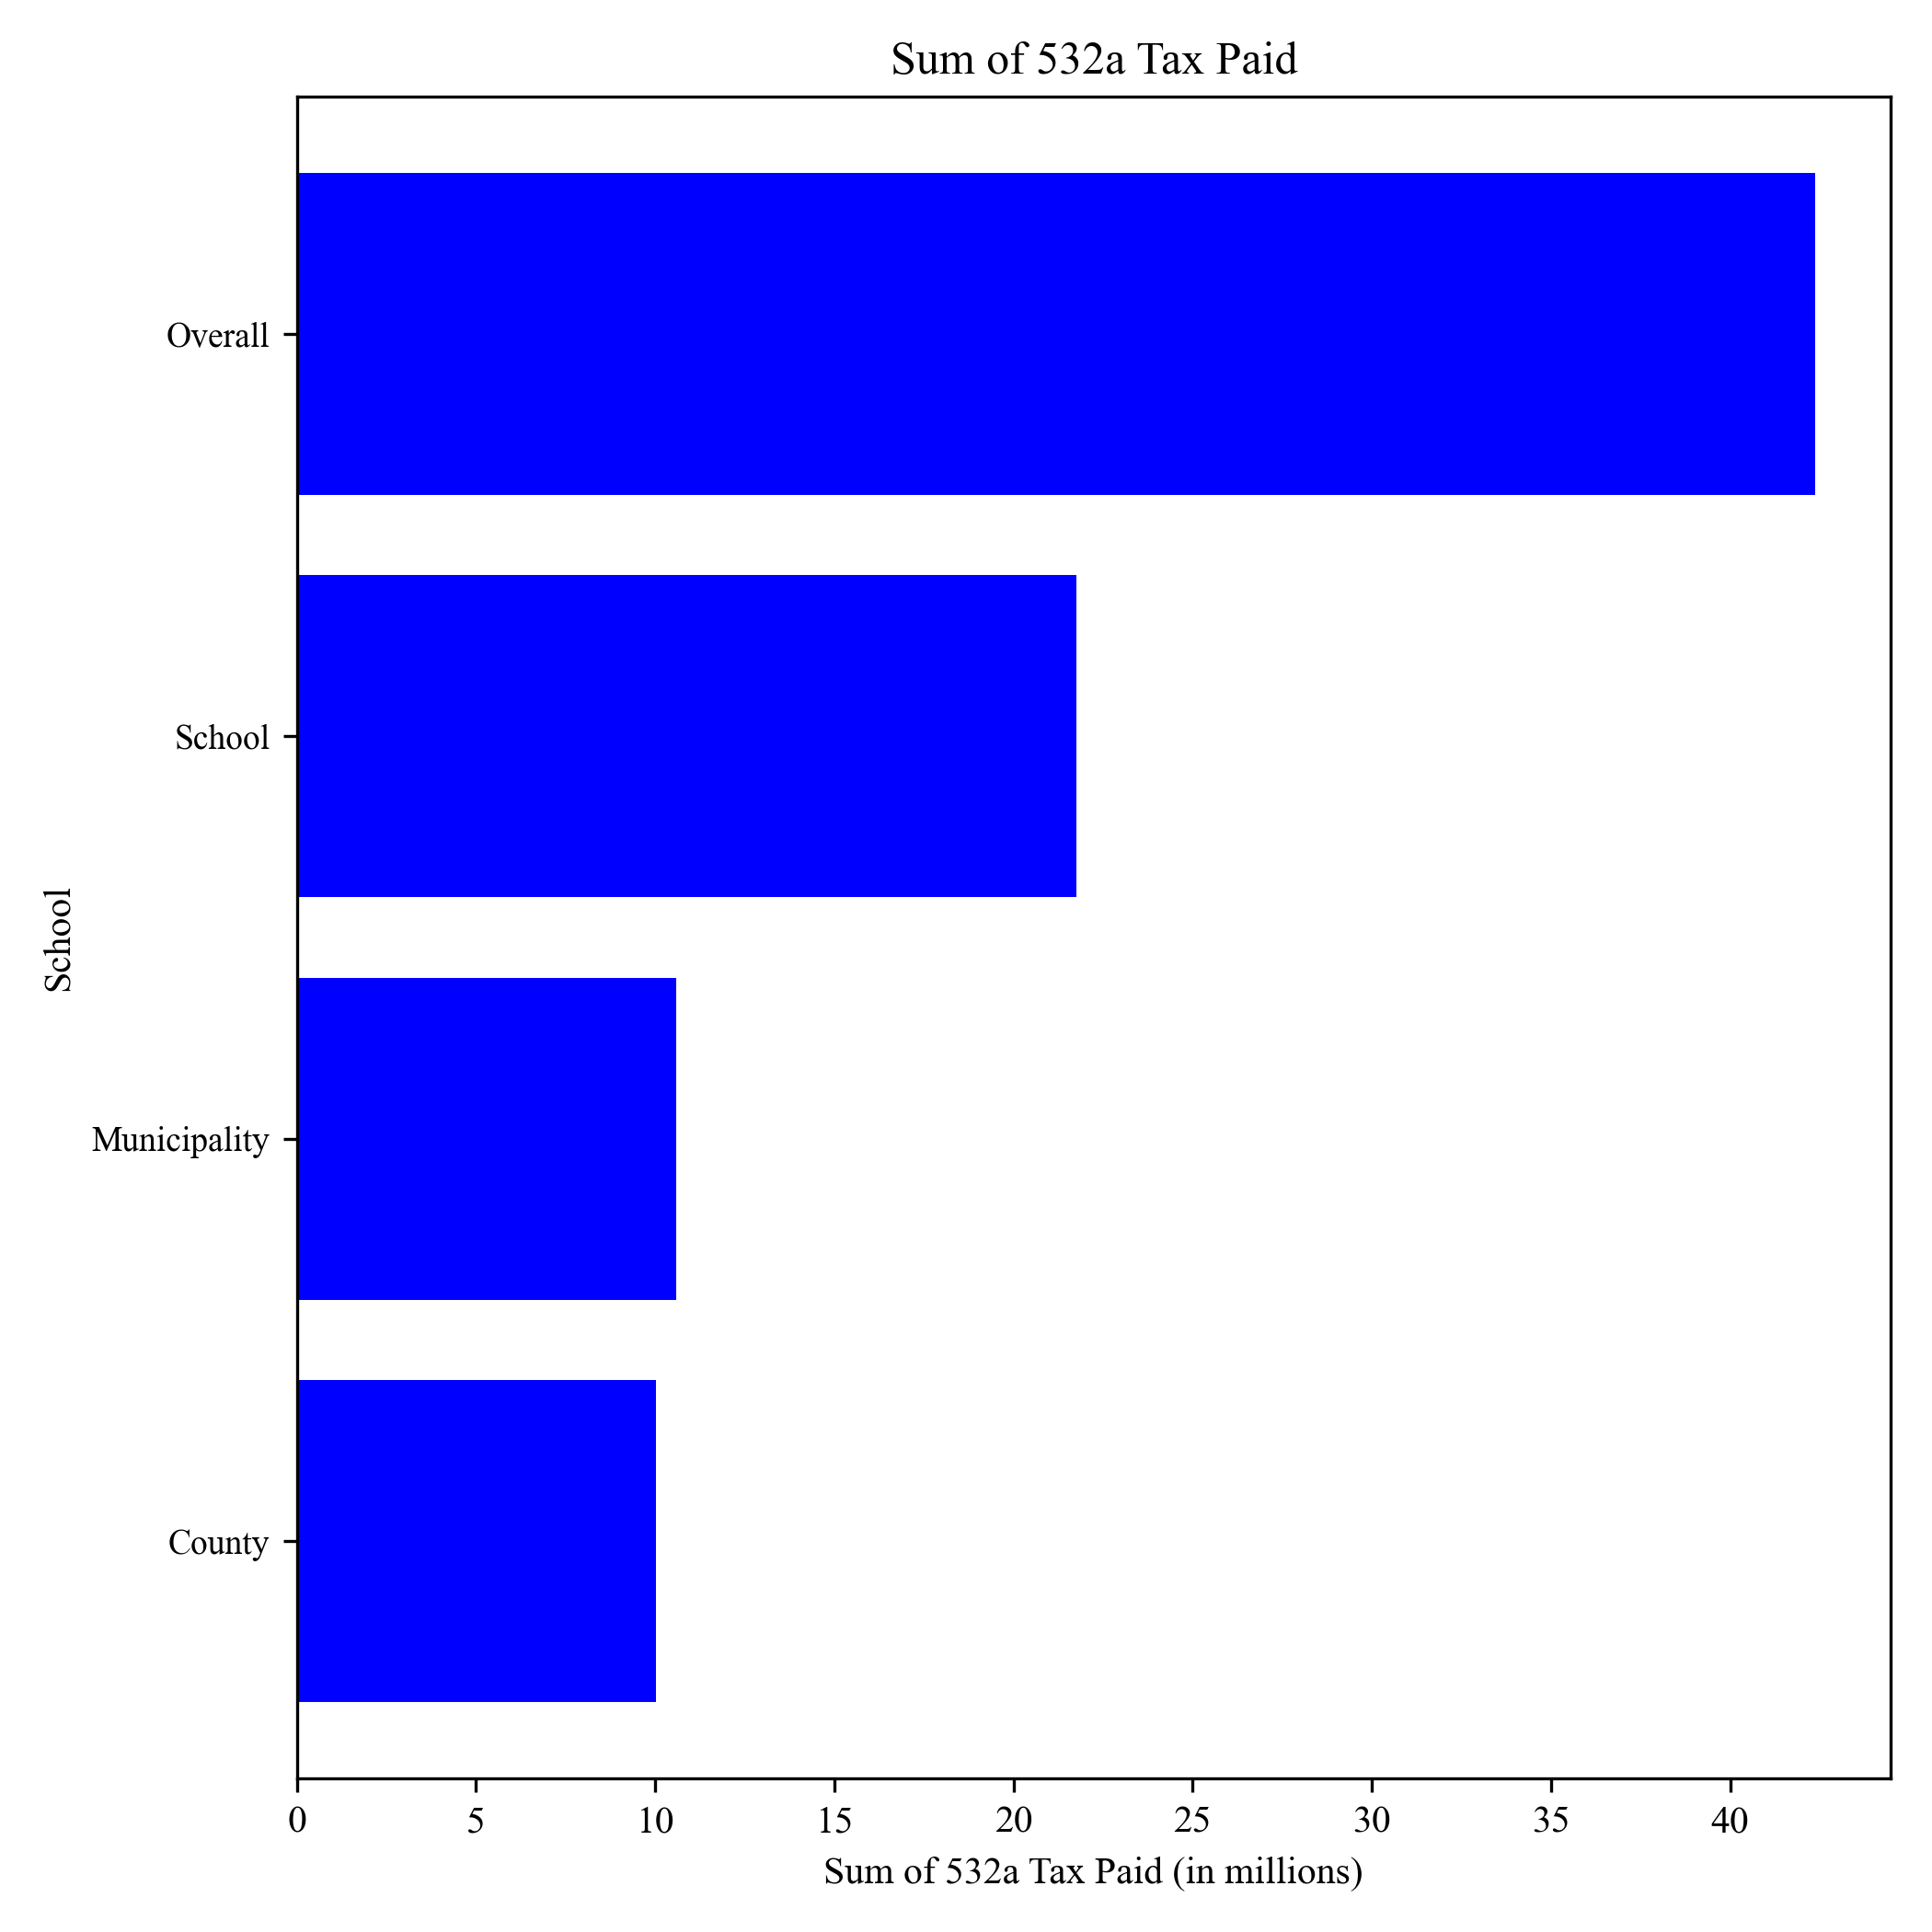 Sum of 532a Tax Paid
Overall
School
School
Municipality
County
0 5 10 15 20 25 30 35 40
Sum of 532a Tax Paid (in millions)